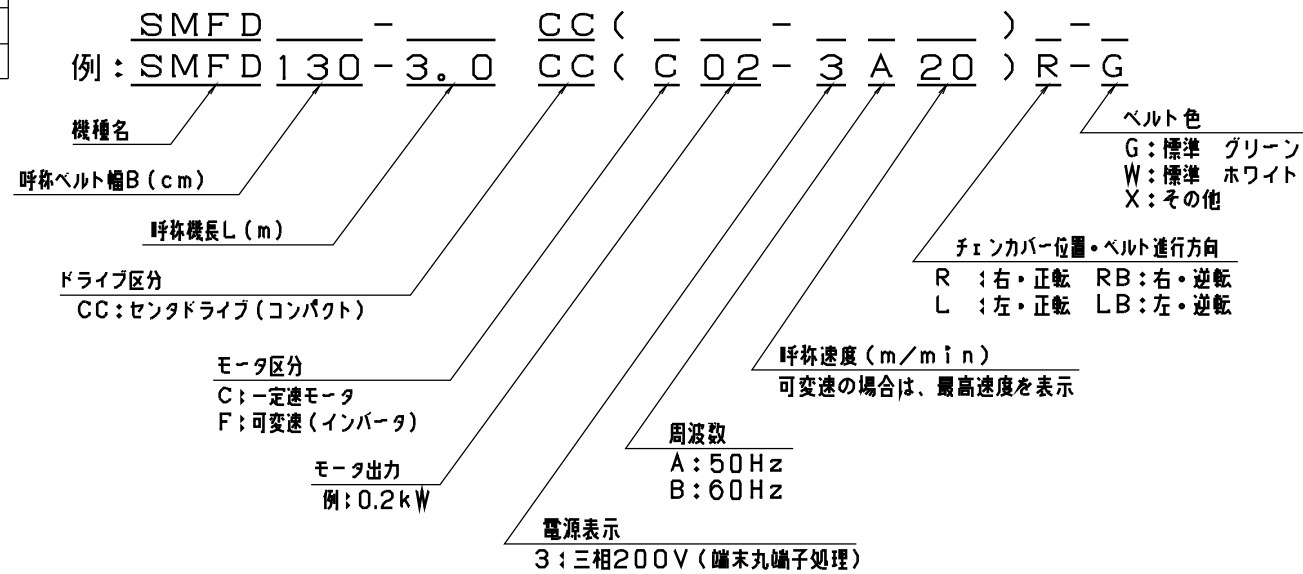 SMFD ___-___ CC(_ __-_ _ __)_-_
例：SMFD130-3。0 CC(C02-3A20)R-G
機種名
呼称ベルト幅B(cm)
呼称機長L(m)
ドライブ区分
CC：センタドライブ(コンパクト)
モータ区分
C：一定速モータ
F：可変速(インバータ)
モータ出力
例：0.2kW
電源表示
3：三相200V(端末丸端子処理)
周波数
A：50Hz
B：60Hz
呼称速度(m/min)
可変速の場合は、最高速度を表示
チェンカバー位置・ベルト進行方向
R ：右・正転 RB：右・逆転
L ：左・正転 LB：左・逆転
ベルト色
G：標準 グリーン
W：標準 ホワイト
X：その他